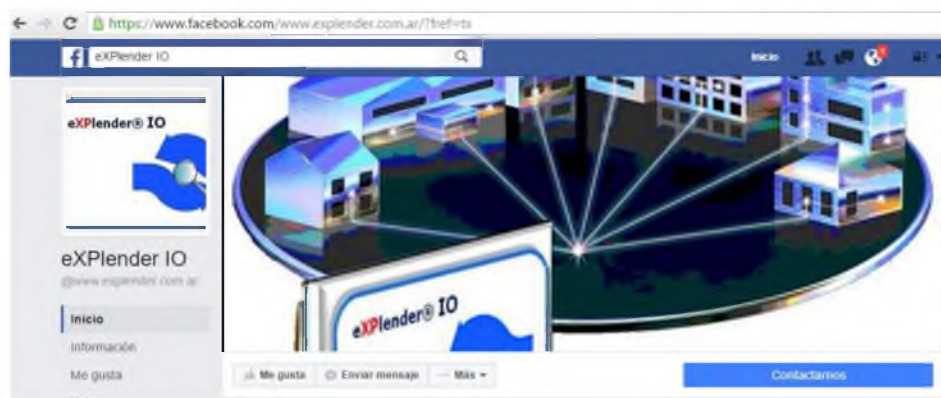 https://www.facebook.com/www.explender.com.ar/?fref=ts
eXPlender IO
Inicio
eXPlender® IO
eXPlender IO
@www.explender.com.ar
Inicio
Información
Me gusta
eXPlender® IO
Me gusta
Enviar mensaje
Más
Contactarnos